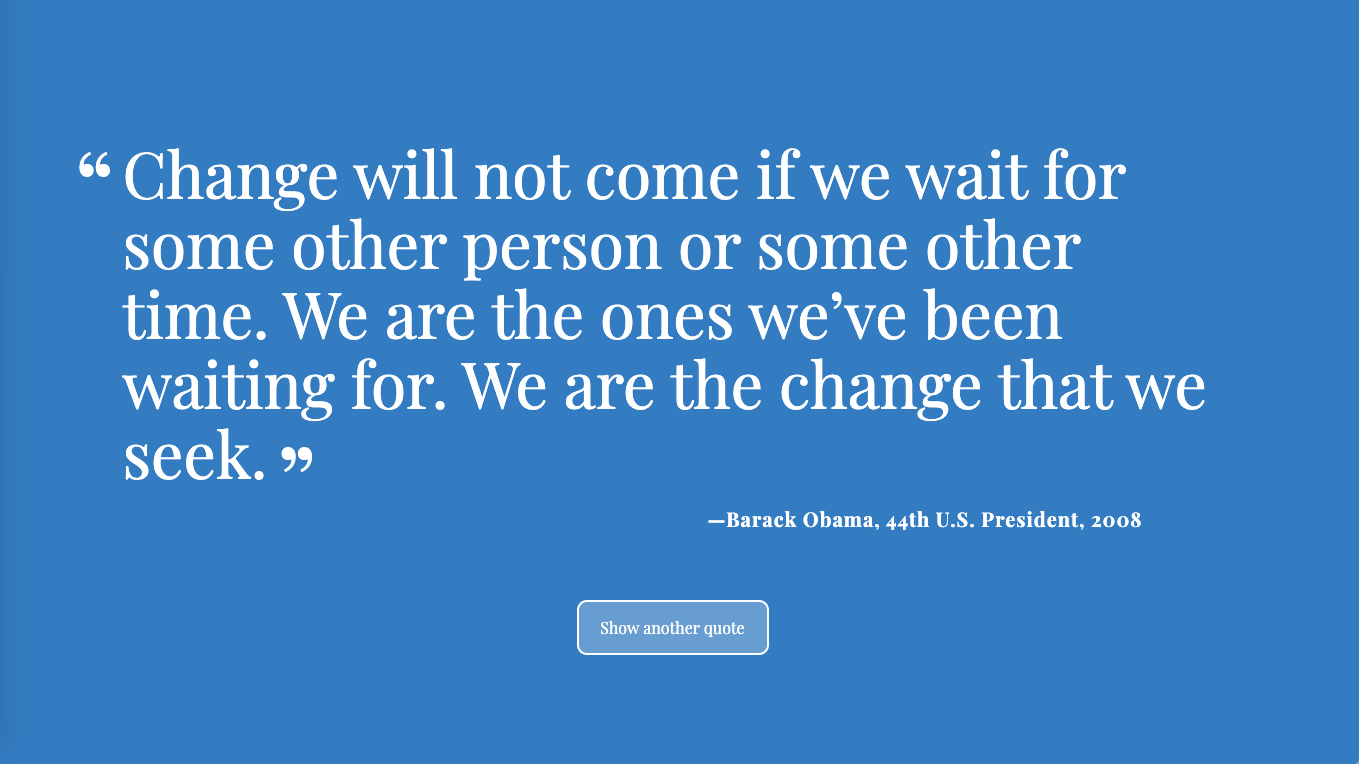 “Change will not come if we wait for
some other person or some other
time. We are the ones we’ve been
waiting for. We are the change that we
seek.”
—Barack Obama, 44th U.S. President, 2008
Show another quote